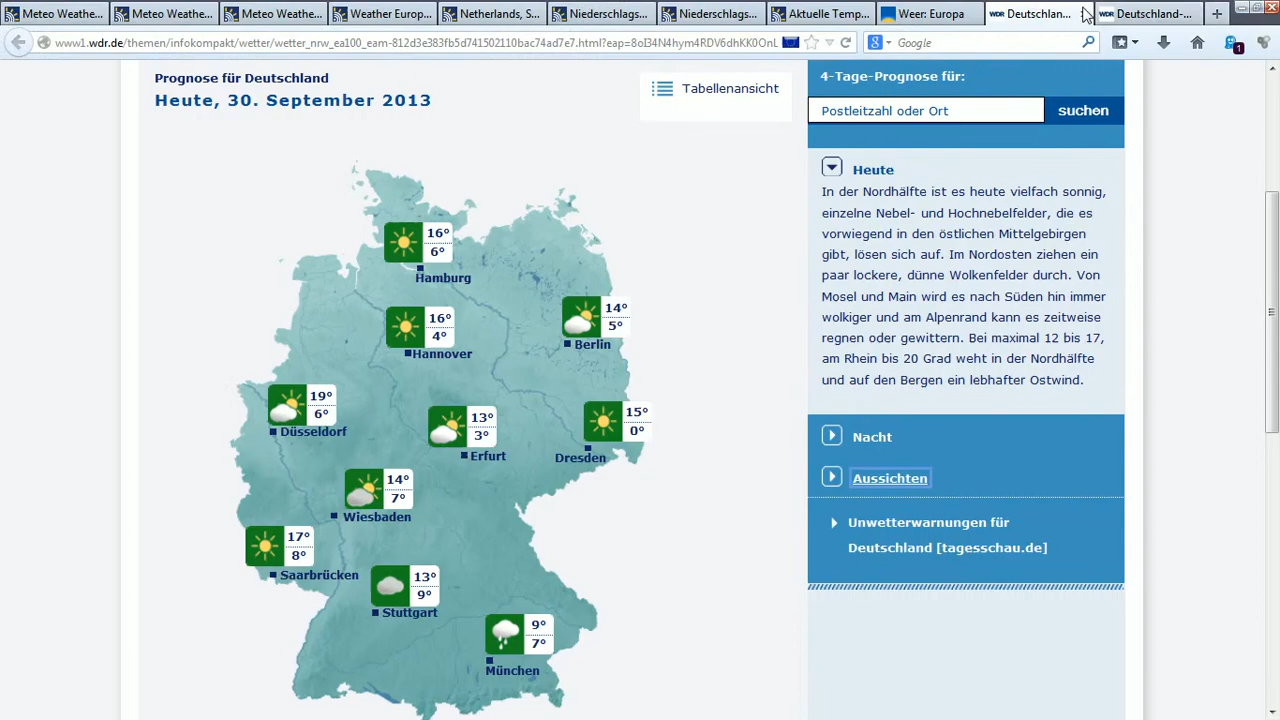 Meteo Weathe...
Meteo Weathe...
Meteo Weathe...
Weather Europ...
Netherlands, S...
Niederschlags...
Niederschlags...
Aktuelle Temp...
Weer: Europa
WDR Deutschlan...
WDR Deutschland-...
www1.wdr.de/themen/infokompakt/wetter/wetter_nrw_ea100_eam-812d3e383fb5d741502110bac74ad7e7.html?eap=8oI34N4hym4RDV6dhKK0OnL
Google
1
Prognose für Deutschland
Heute, 30. September 2013
Tabellenansicht
16°
6°
Hamburg
16°
4°
Hannover
14°
5°
Berlin
19°
6°
Düsseldorf
13°
3°
Erfurt
15°
0°
Dresden
14°
7°
Wiesbaden
17°
8°
Saarbrücken
13°
9°
Stuttgart
9°
7°
München
4-Tage-Prognose für:
Postleitzahl oder Ort
suchen
Heute
In der Nordhälfte ist es heute vielfach sonnig,
einzelne Nebel- und Hochnebelfelder, die es
vorwiegend in den östlichen Mittelgebirgen
gibt, lösen sich auf. Im Nordosten ziehen ein
paar lockere, dünne Wolkenfelder durch. Von
Mosel und Main wird es nach Süden hin immer
wolkiger und am Alpenrand kann es zeitweise
regnen oder gewittern. Bei maximal 12 bis 17,
am Rhein bis 20 Grad weht in der Nordhälfte
und auf den Bergen ein lebhafter Ostwind.
Nacht
Aussichten
Unwetterwarnungen für
Deutschland [tagesschau.de]